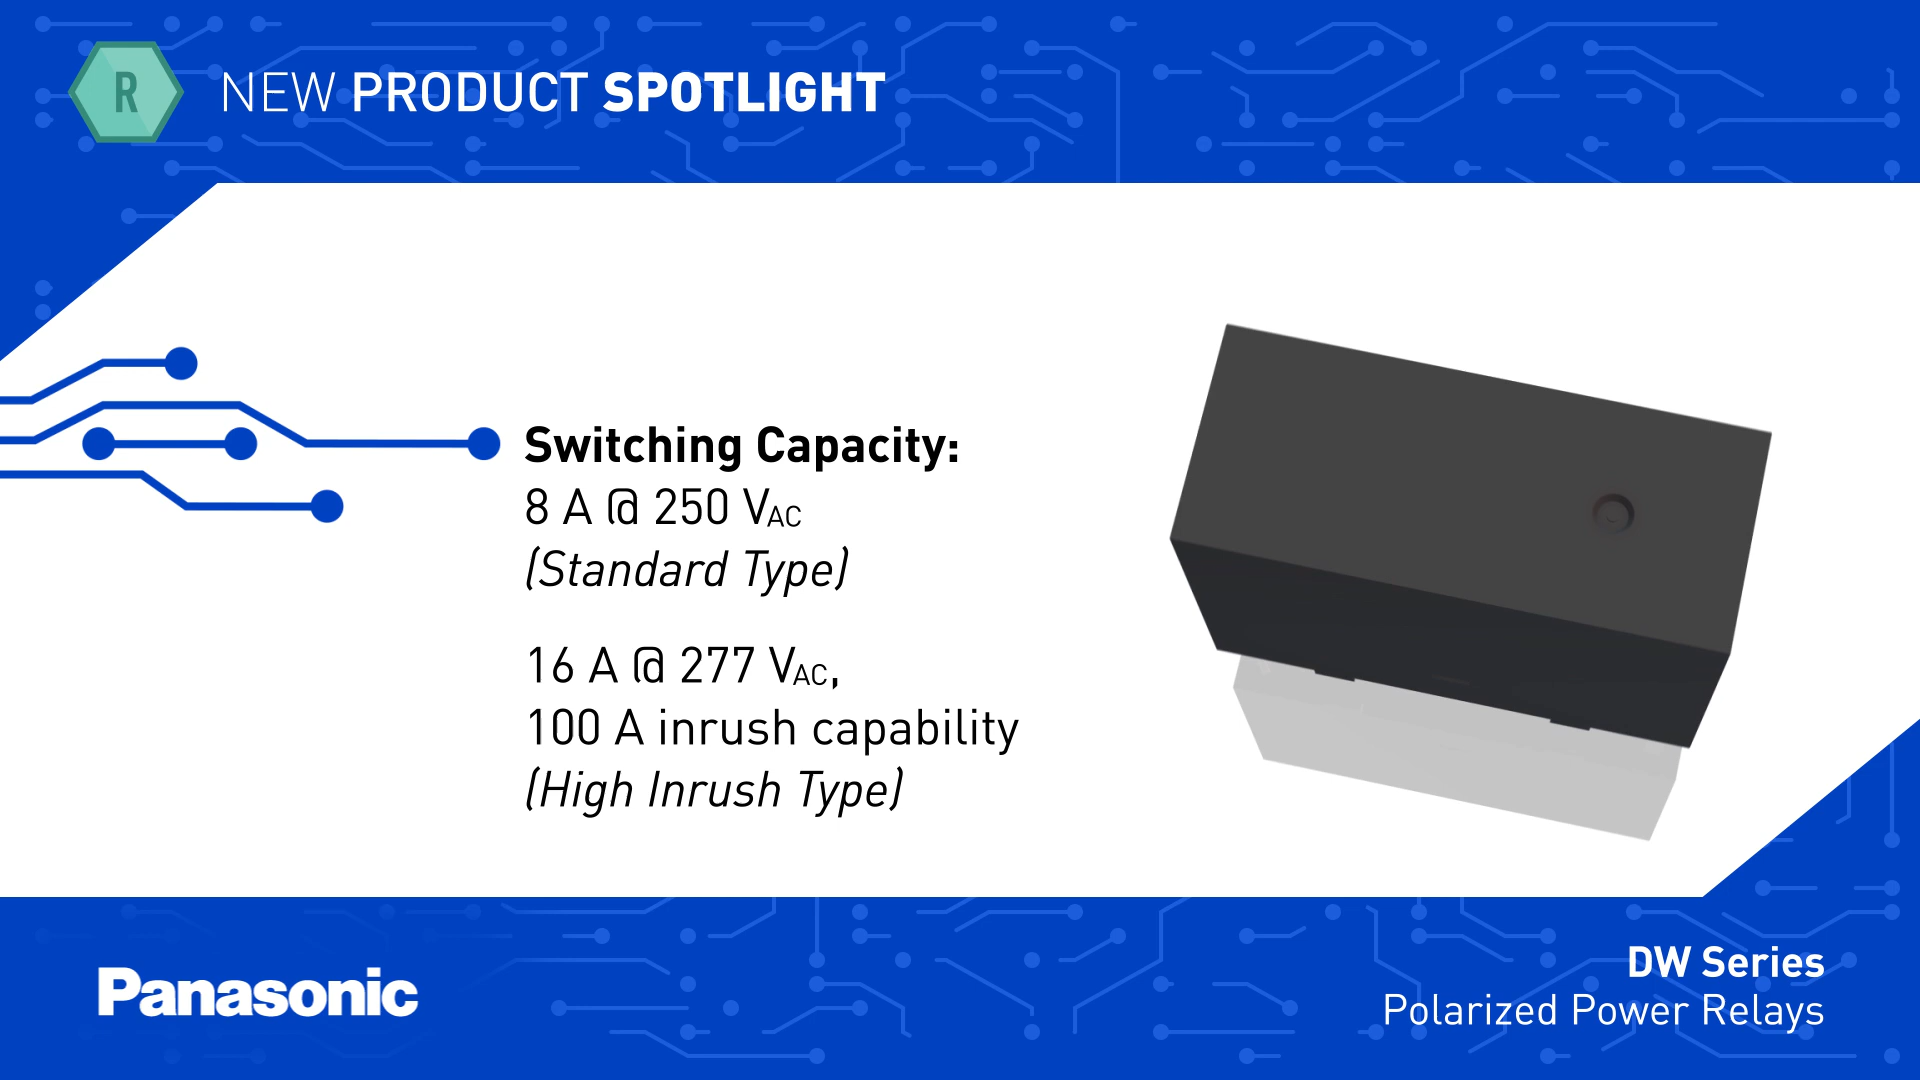 R
NEW PRODUCT SPOTLIGHT
Switching Capacity:
8 A @ 250 VAC
(Standard Type)
16 A @ 277 VAC,
100 A inrush capability
(High Inrush Type)
Panasonic
DW Series
Polarized Power Relays